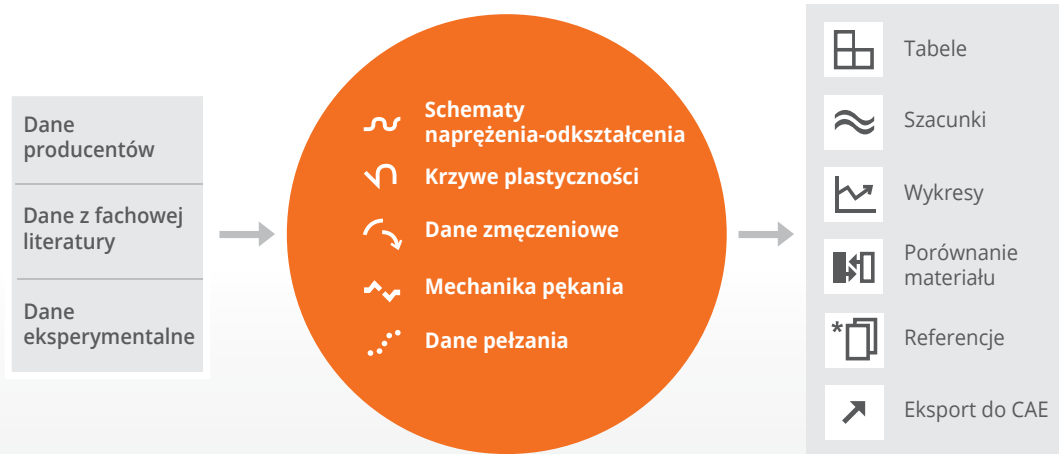 Dane
producentów
Dane z fachowej
literatury
Dane
eksperymentalne
Schematy
naprężenia-odkształcenia
Krzywe plastyczności
Dane zmęczeniowe
Mechanika pękania
Dane pełzania
Tabele
Szacunki
Wykresy
Porównanie
materiału
* Referencje
Eksport do CAE